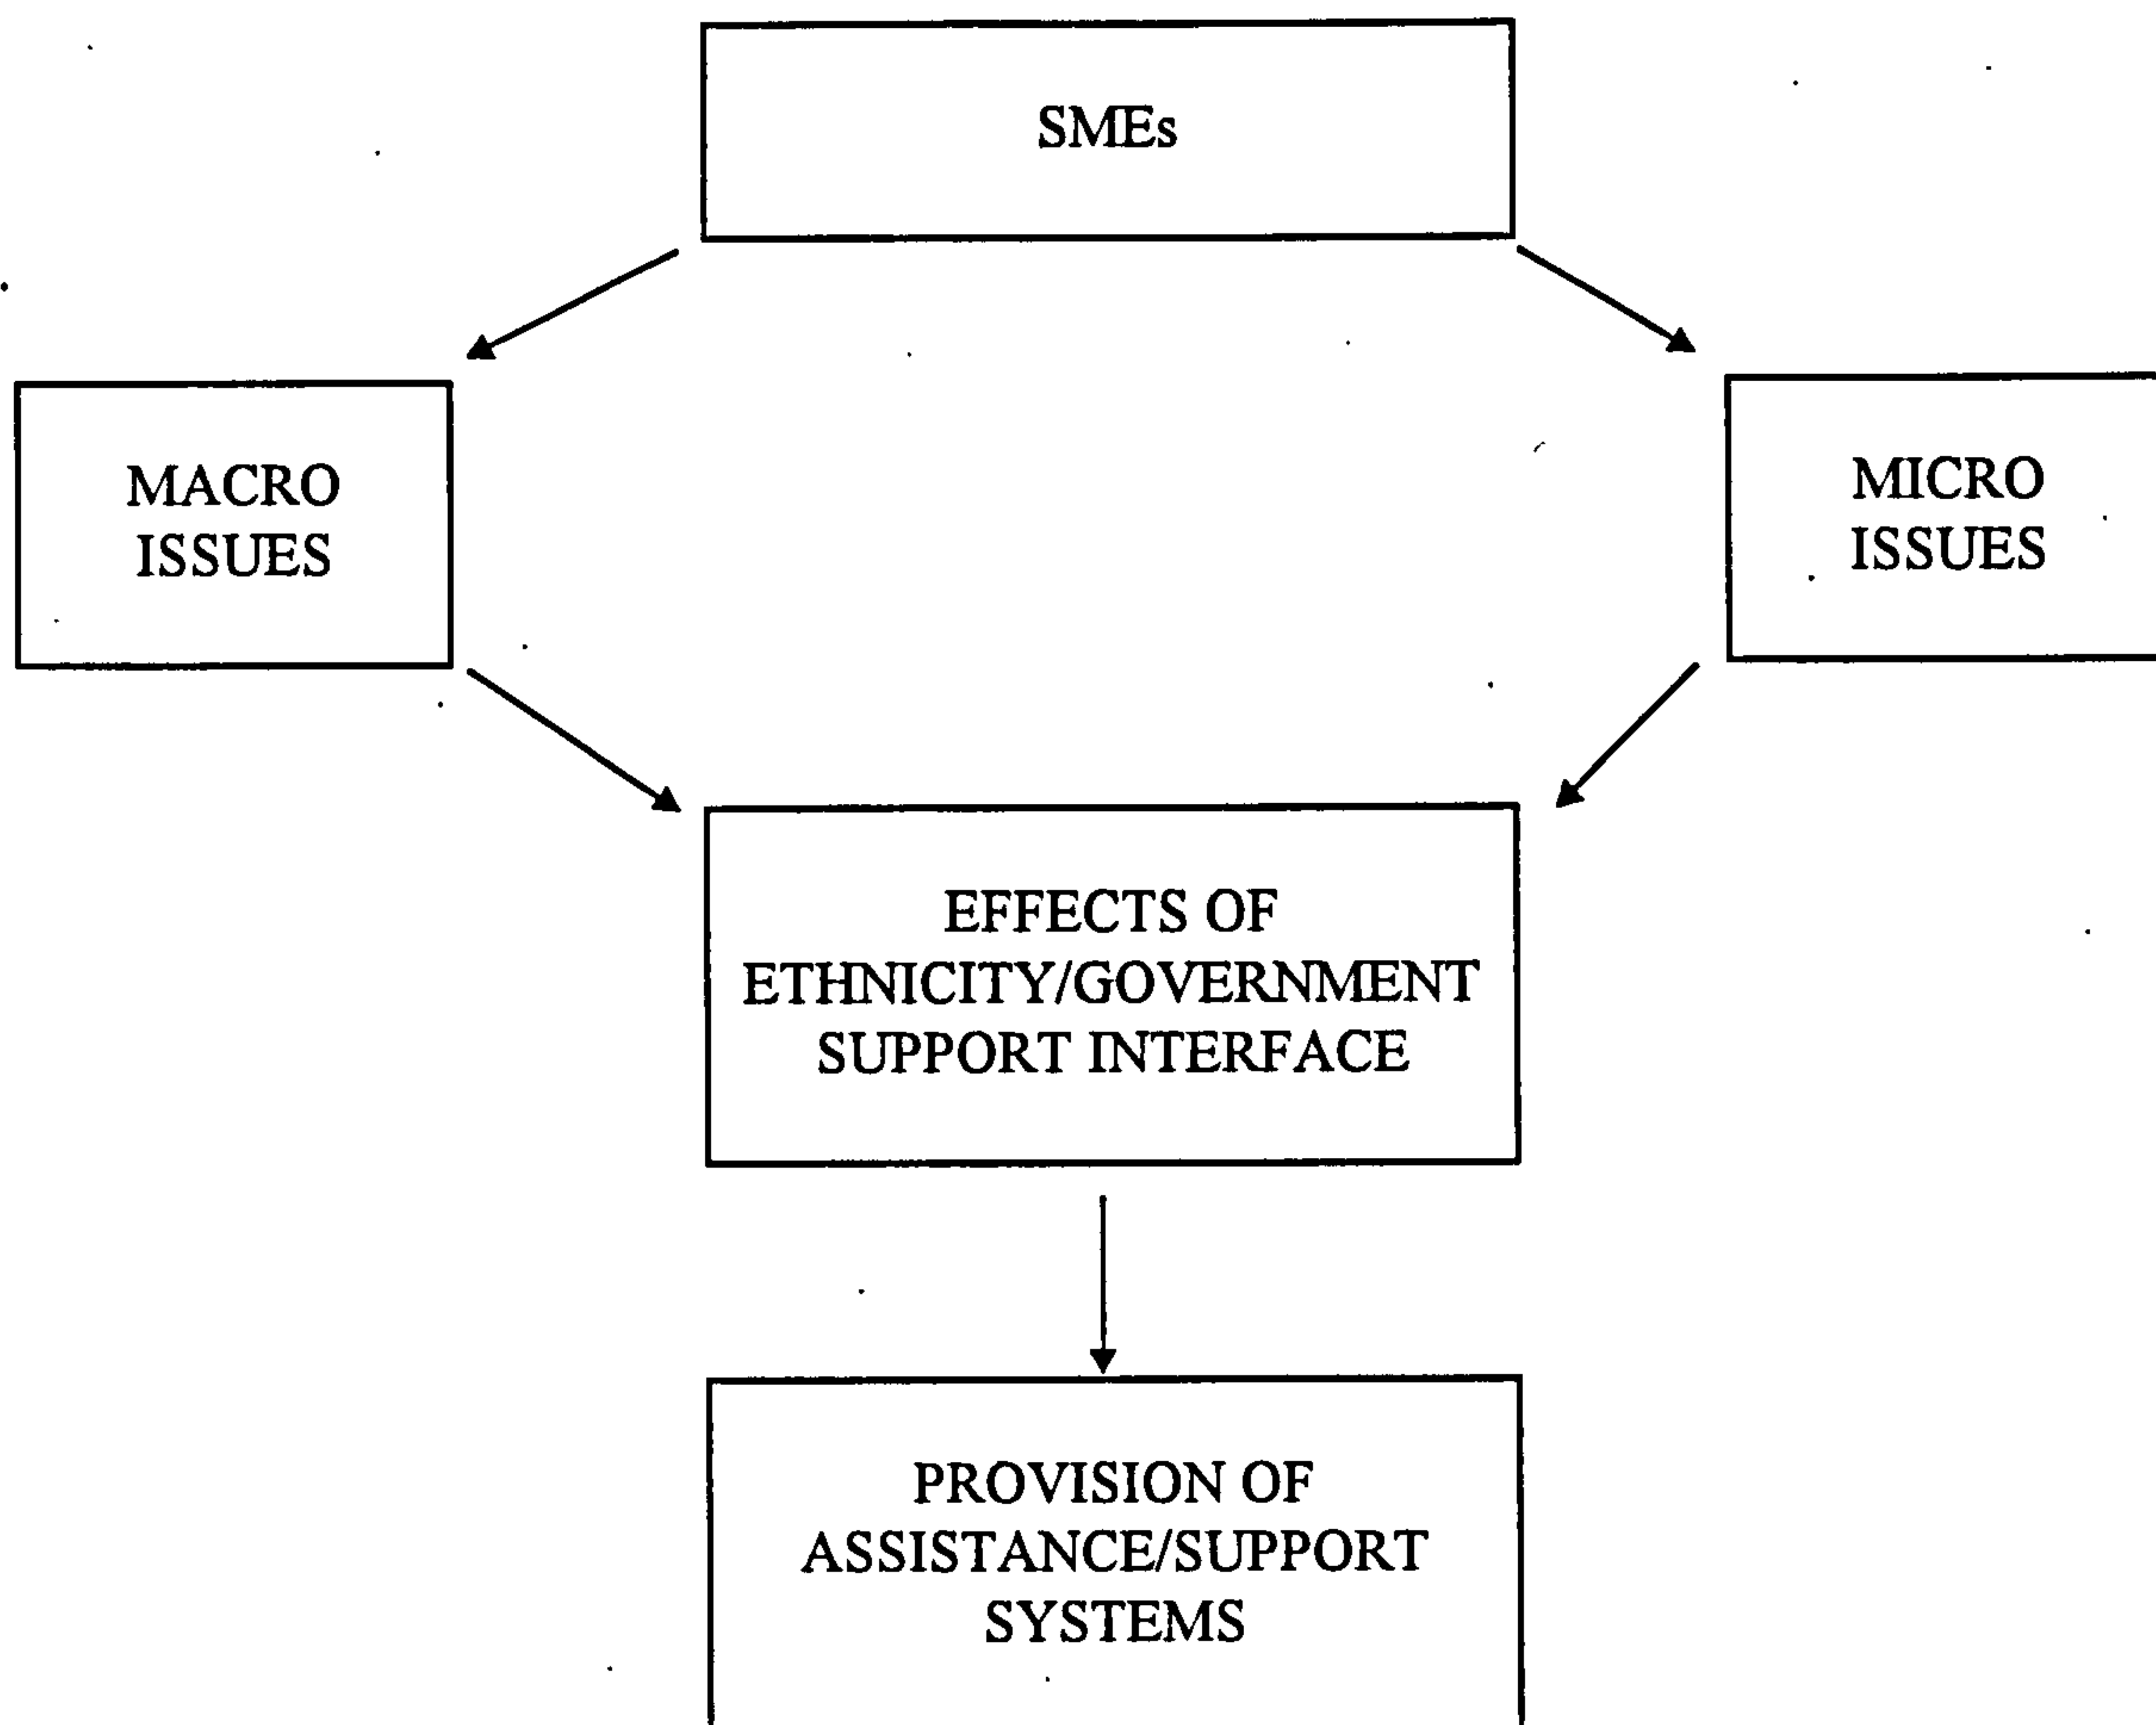 SMEs
MACRO
ISSUES
MICRO
ISSUES
EFFECTS OF
ETHNICITY/GOVERNMENT
SUPPORT INTERFACE
PROVISION OF
ASSISTANCE/SUPPORT
SYSTEMS